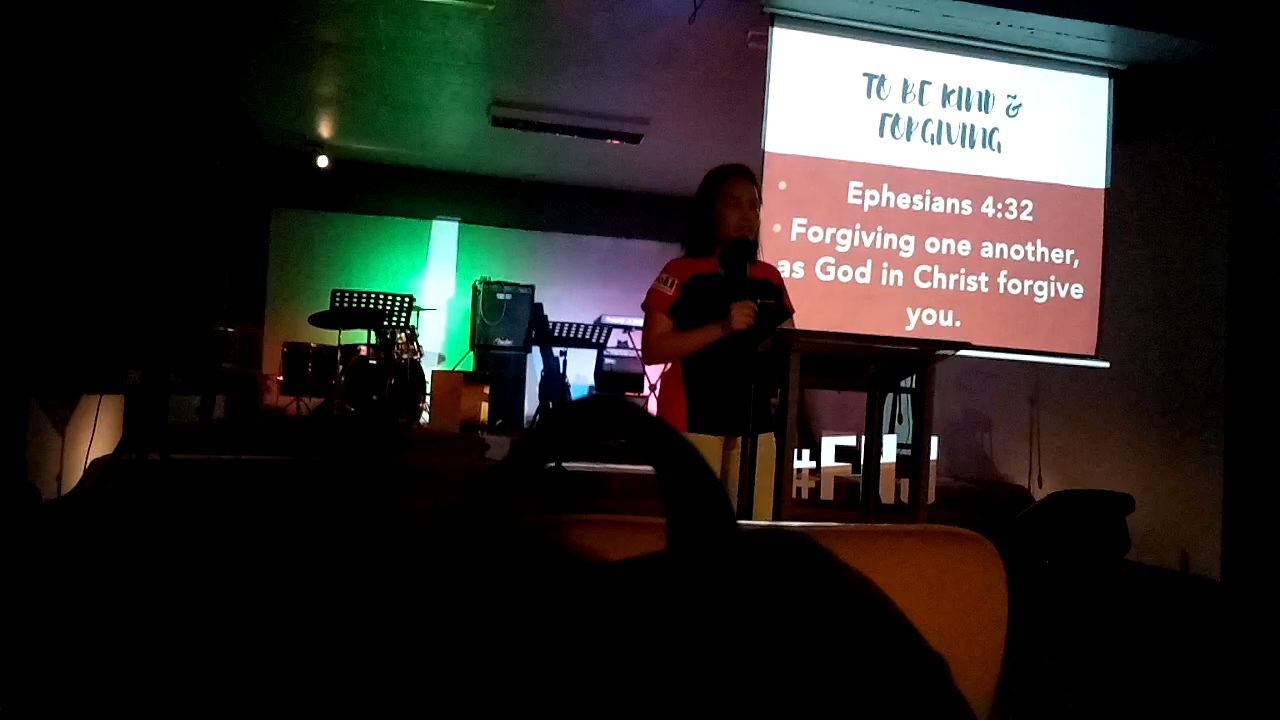 TO BE KIND &
FORGIVING
Ephesians 4:32
Forgiving one another,
as God in Christ forgive
you.